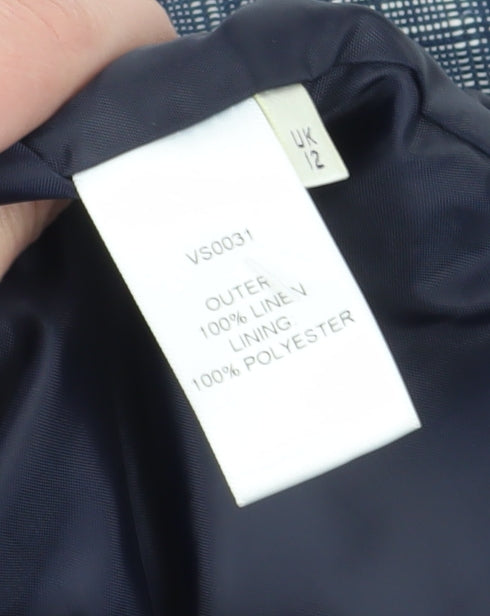 UK
12
VS0031
OUTER
100% LINEN
LINING:
100% POLYESTER